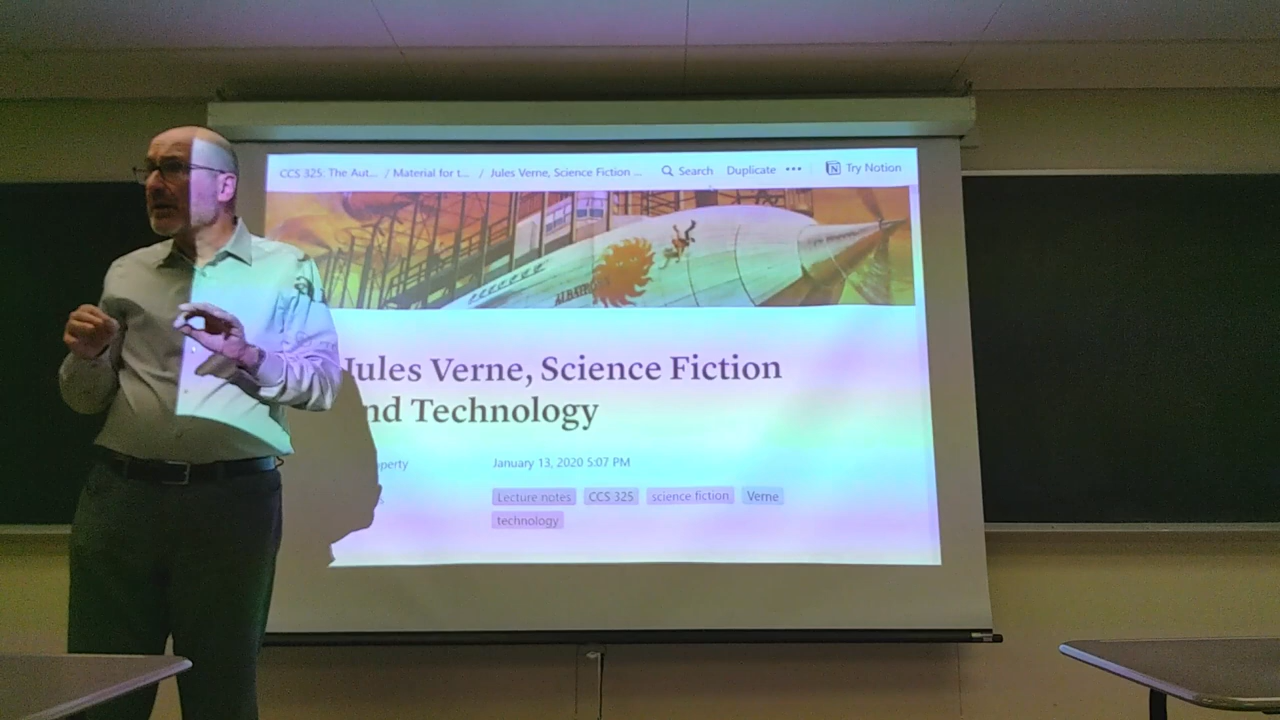 CCS 325: The Aut... / Material for t... / Jules Verne, Science Fiction ... Search Duplicate ••• Try Notion
ALBATROS
Jules Verne, Science Fiction
nd Technology
perty January 13, 2020 5:07 PM
Lecture notes CCS 325 science fiction Verne
technology